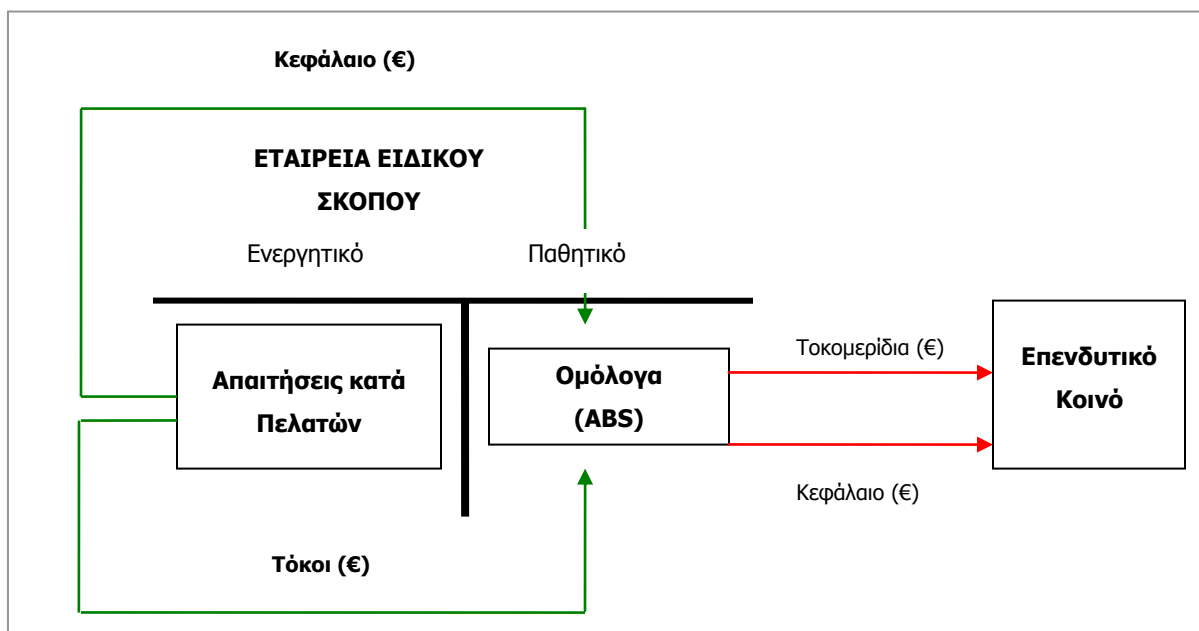 Κεφάλαιο (€)
ΕΤΑΙΡΕΙΑ ΕΙΔΙΚΟΥ
ΣΚΟΠΟΥ
Ενεργητικό
Παθητικό
Απαιτήσεις κατά
Πελατών
Ομόλογα
(ABS)
Τοκομερίδια (€)
Επενδυτικό
Κοινό
Κεφάλαιο (€)
Τόκοι (€)